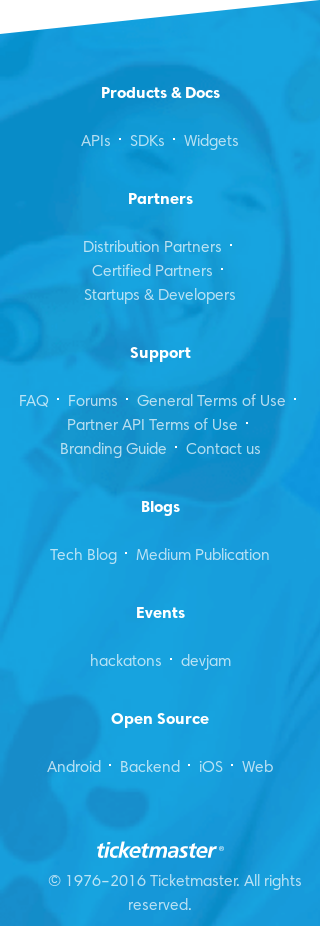 Products & Docs
APIs · SDKs · Widgets
Partners
Distribution Partners ·
Certified Partners ·
Startups & Developers
Support
FAQ · Forums · General Terms of Use ·
Partner API Terms of Use ·
Branding Guide · Contact us
Blogs
Tech Blog · Medium Publication
Events
hackatons · devjam
Open Source
Android · Backend · iOS · Web
ticketmaster®
© 1976-2016 Ticketmaster. All rights
reserved.